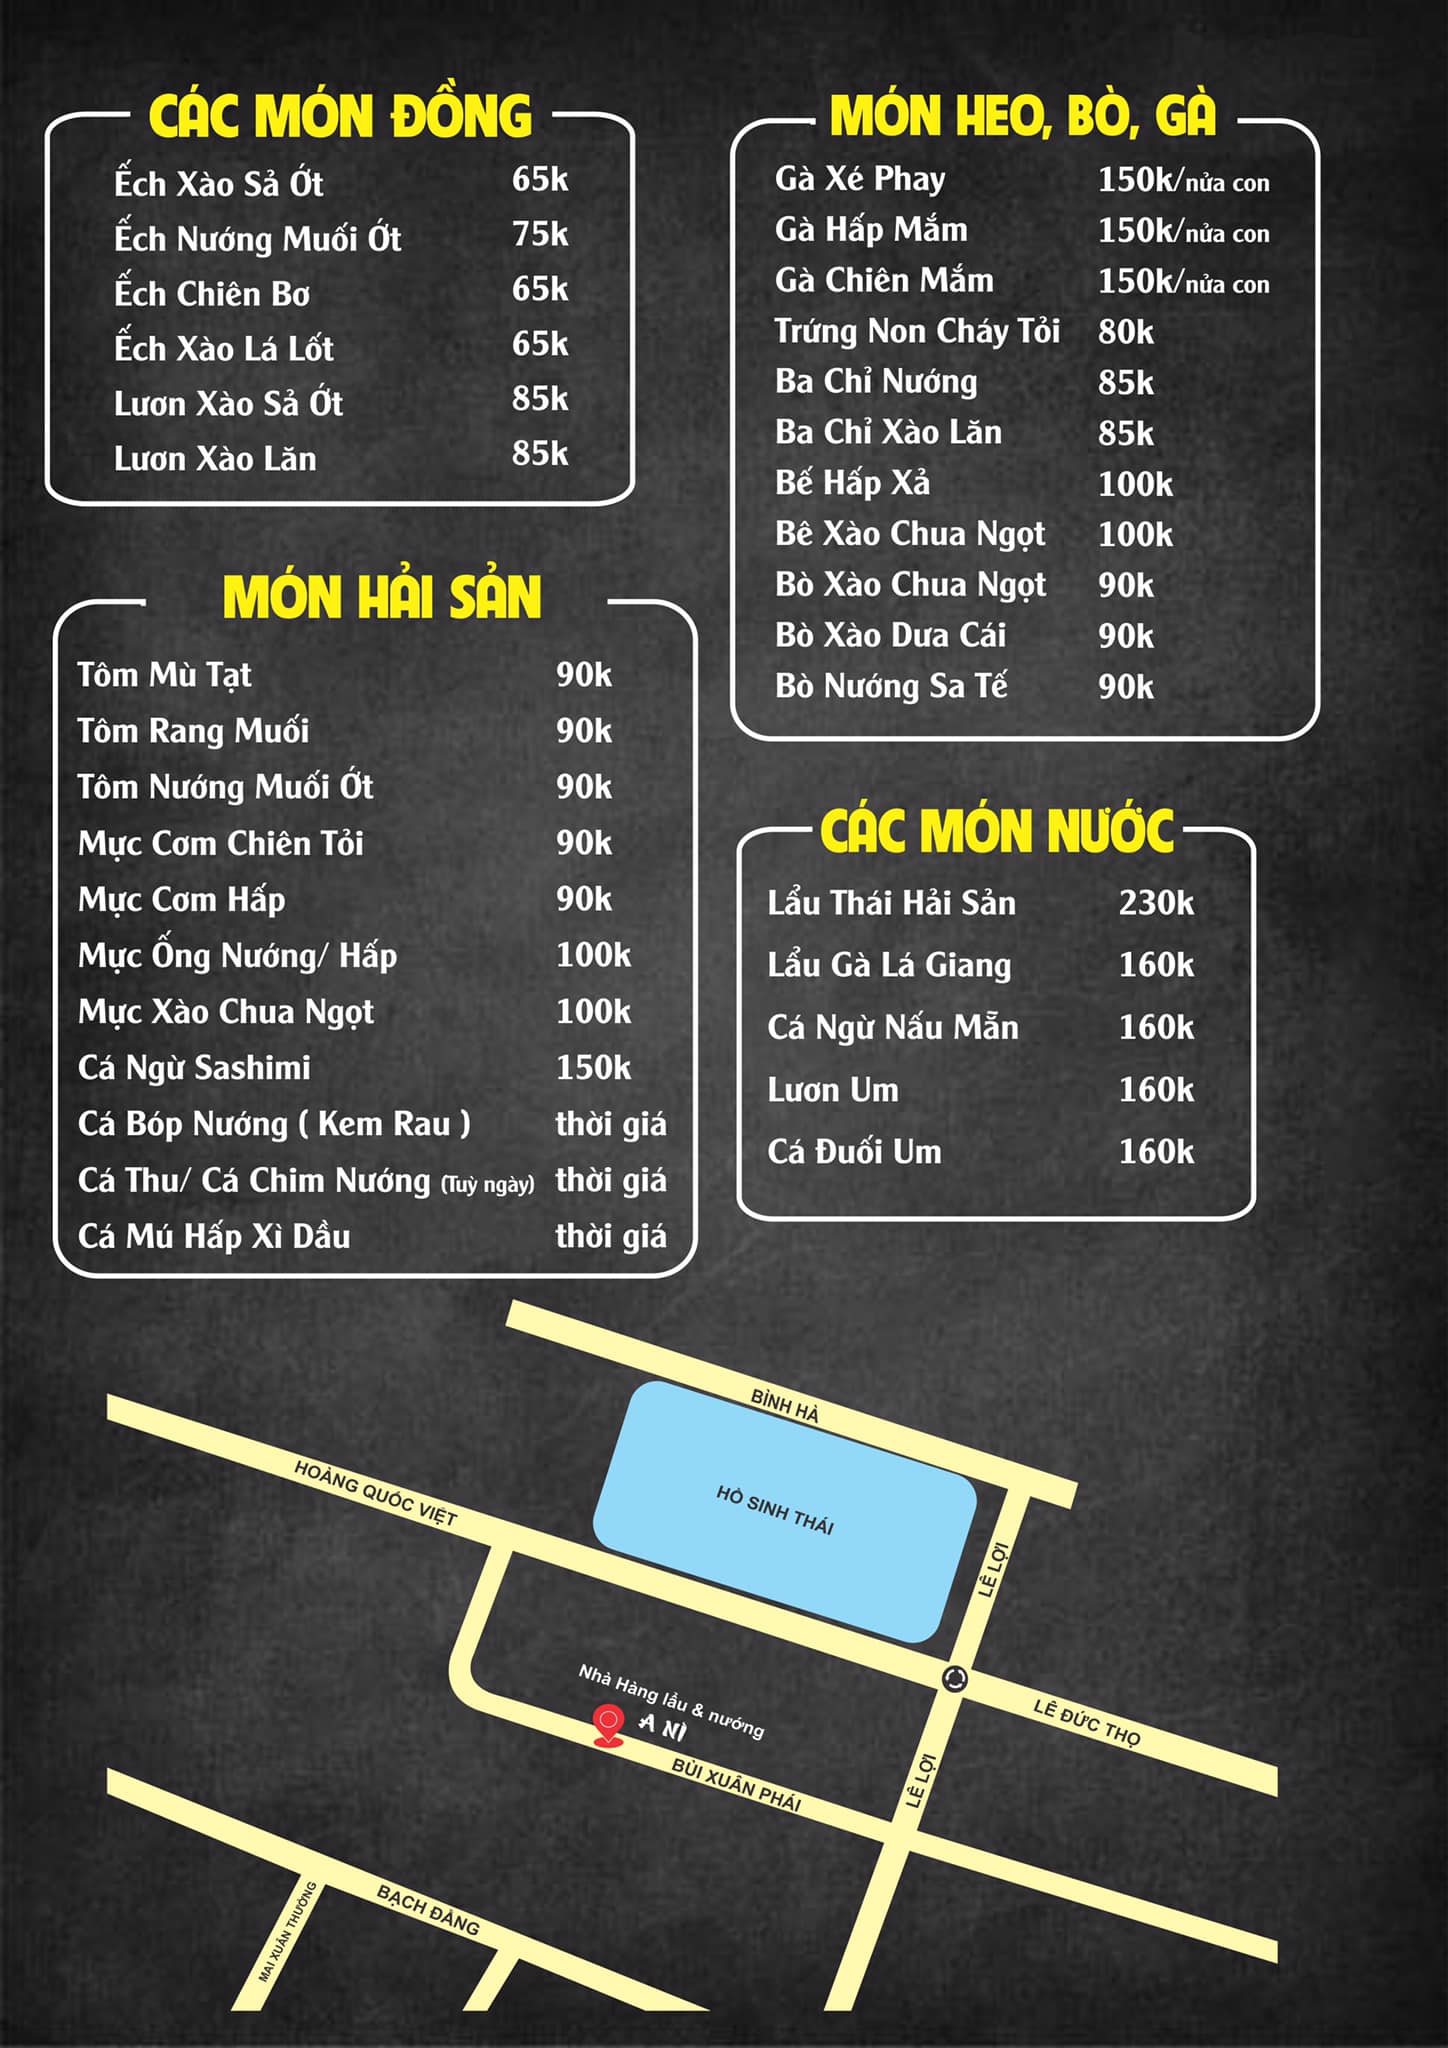 CÁC MÓN ĐỒNG
Ếch Xào Sả Ớt 65k
Ếch Nướng Muối Ớt 75k
Ếch Chiên Bơ 65k
Ếch Xào Lá Lốt 65k
Lươn Xào Sả Ớt 85k
Lươn Xào Lăn 85k
MÓN HẢI SẢN
Tôm Mù Tạt 90k
Tôm Rang Muối 90k
Tôm Nướng Muối Ớt 90k
Mực Cơm Chiên Tỏi 90k
Mực Cơm Hấp 90k
Mực Ống Nướng/ Hấp 100k
Mực Xào Chua Ngọt 100k
Cá Ngừ Sashimi 150k
Cá Bóp Nướng ( Kem Rau ) thời giá
Cá Thu/ Cá Chim Nướng (Tuỳ ngày) thời giá
Cá Mú Hấp Xì Dầu thời giá
MÓN HEO, BÒ, GÀ
Gà Xé Phay 150k/nửa con
Gà Hấp Mắm 150k/nửa con
Gà Chiên Mắm 150k/nửa con
Trứng Non Cháy Tỏi 80k
Ba Chỉ Nướng 85k
Ba Chỉ Xào Lăn 85k
Bế Hấp Xả 100k
Bê Xào Chua Ngọt 100k
Bò Xào Chua Ngọt 90k
Bò Xào Dưa Cái 90k
Bò Nướng Sa Tế 90k
CÁC MÓN NƯỚC
Lẩu Thái Hải Sản 230k
Lẩu Gà Lá Giang 160k
Cá Ngừ Nấu Mẵn 160k
Lươn Um 160k
Cá Đuối Um 160k
BÌNH HÀ
HOÀNG QUỐC VIỆT
HỒ SINH THÁI
LÊ LỢI
Nhà Hàng lẩu & nướng
A NÌ
LÊ ĐỨC THỌ
BÙI XUÂN PHÁI
LÊ LỢI
BẠCH ĐẰNG
MAI XUÂN THƯỞNG